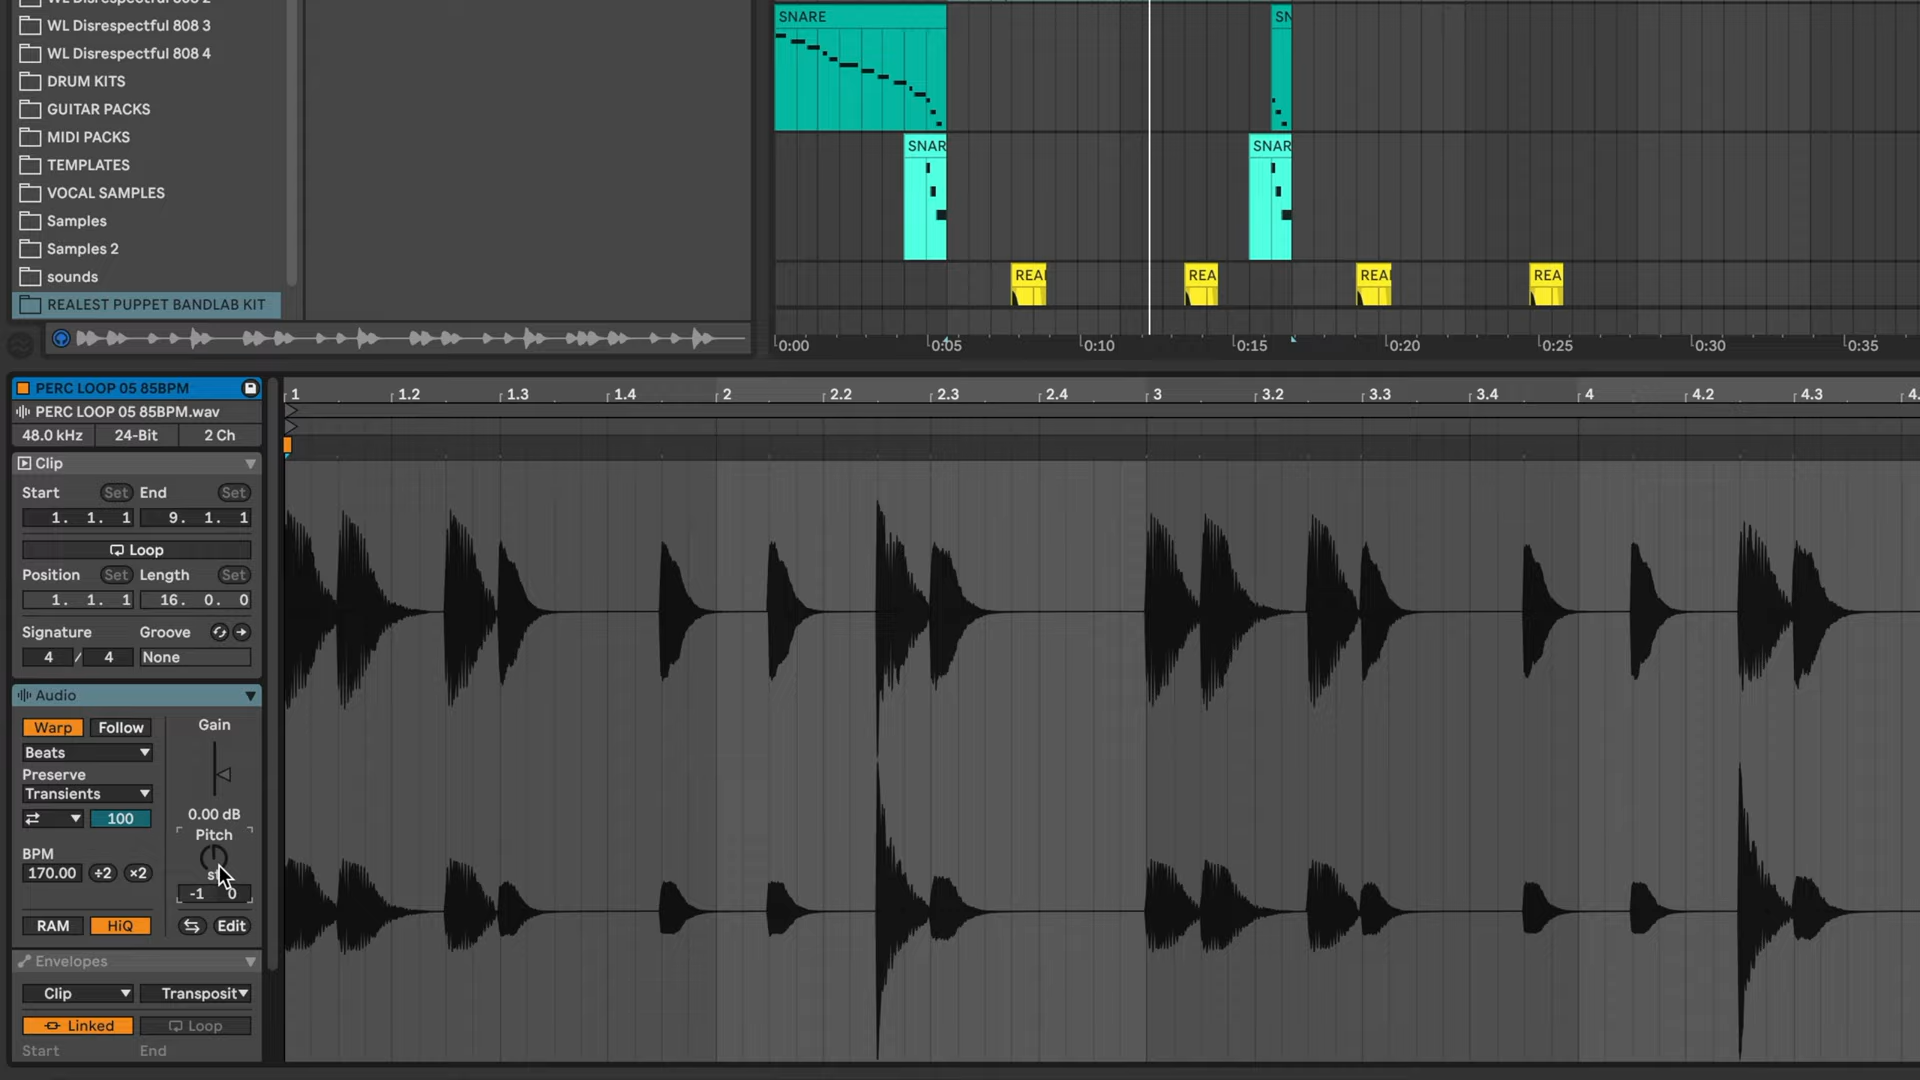 WL Disrespectful 808 3
WL Disrespectful 808 4
DRUM KITS
GUITAR PACKS
MIDI PACKS
TEMPLATES
VOCAL SAMPLES
Samples
Samples 2
sounds
REALEST PUPPET BANDLAB KIT
SNARE
SN
SNAR
SNAR
REA
REA
REA
REA
0:00 0:05 0:10 0:15 0:20 0:25 0:30 0:35
PERC LOOP 05 85BPM
PERC LOOP 05 85BPM.wav
48.0 kHz 24-Bit 2 Ch
Clip
Start Set End Set
1. 1. 1 9. 1. 1
Loop
Position Set Length Set
1. 1. 1 16. 0. 0
Signature Groove
4 / 4 None
Audio
Warp Follow Gain
Beats
Preserve
Transients
100 0.00 dB
Pitch
BPM
170.00 ÷2 ×2
-1 0
RAM HiQ Edit
Envelopes
Clip Transposit
Linked Loop
Start End
1 1.2 1.3 1.4 2 2.2 2.3 2.4 3 3.2 3.3 3.4 4 4.2 4.3 4.